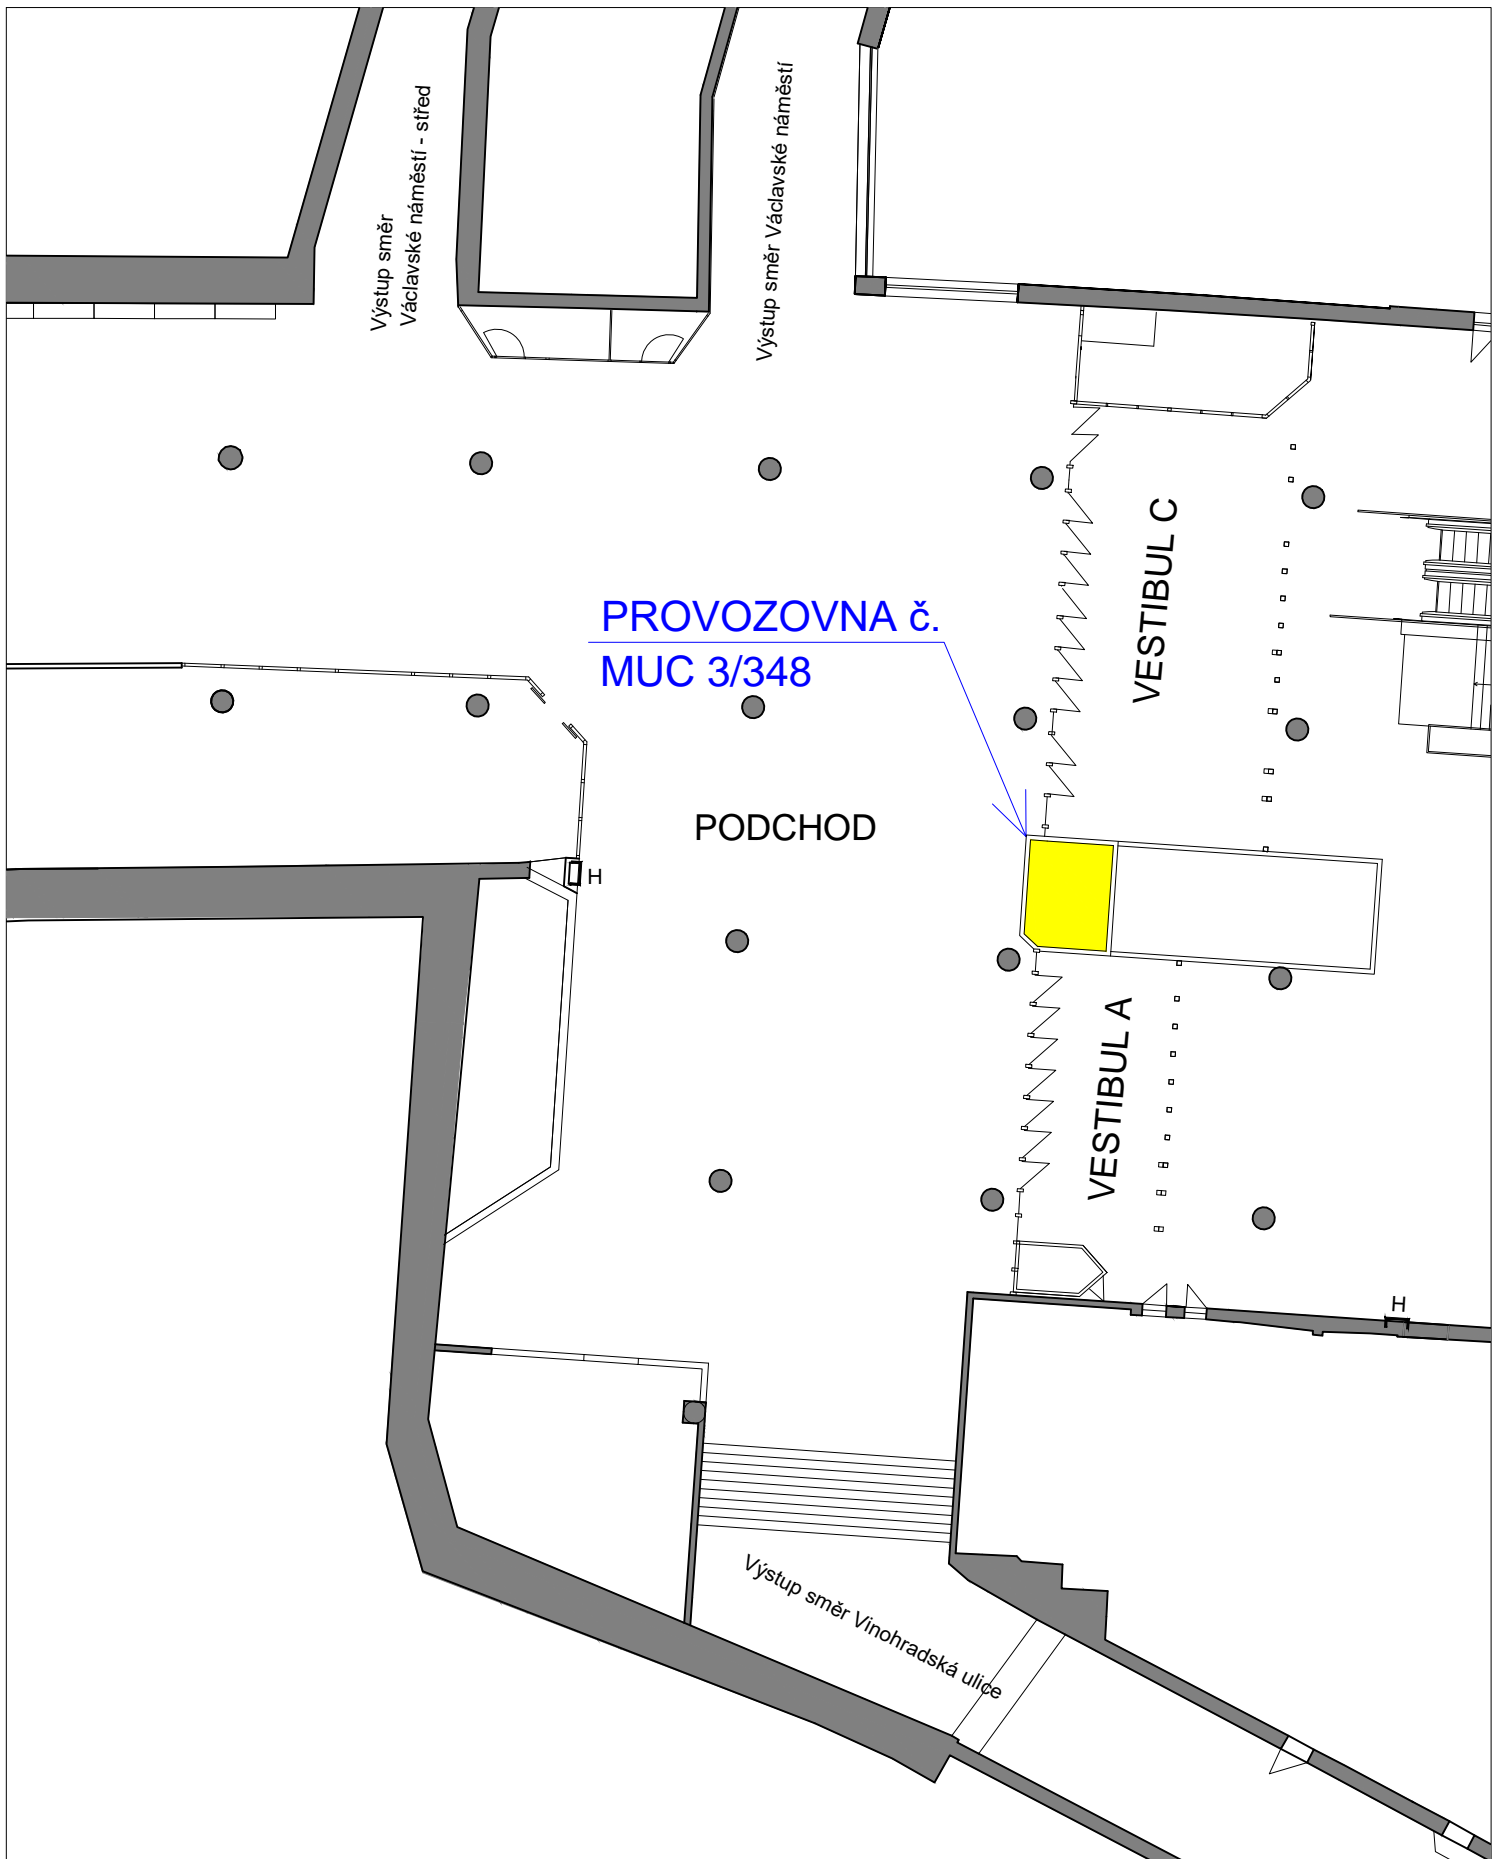 Výstup směr
Václavské náměstí - střed
Výstup směr Václavské náměstí
VESTIBUL C
PROVOZOVNA č.
MUC 3/348
PODCHOD
H
VESTIBUL A
H
Výstup směr Vinohradská ulice